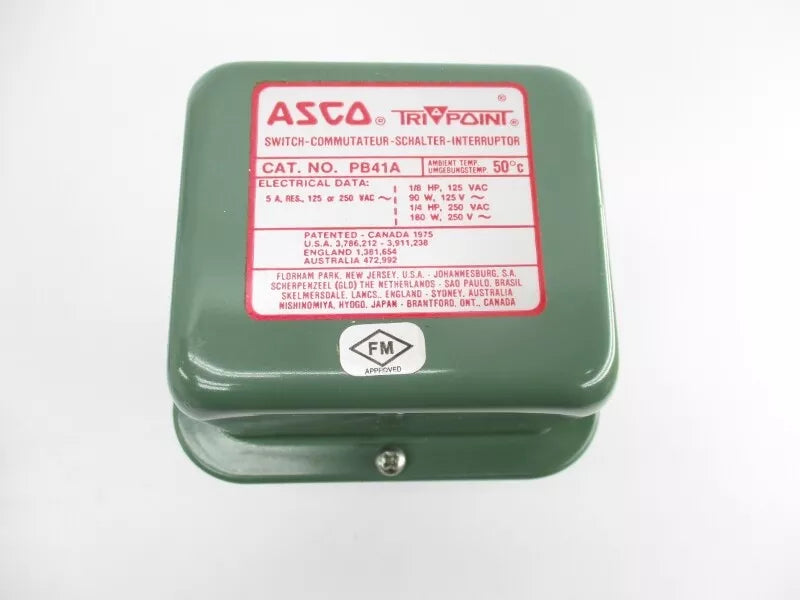 ASCO® TRI POINT®
SWITCH-COMMUTATEUR-SCHALTER-INTERRUPTOR
CAT. NO. PB41A AMBIENT TEMP. UMGEBUNGSTEMP. 50°C
ELECTRICAL DATA:
5 A, RES., 125 or 250 VAC ~
1/8 HP, 125 VAC
90 W, 125 V ~
1/4 HP, 250 VAC
180 W, 250 V ~
PATENTED - CANADA 1975
U.S.A. 3,786,212 - 3,911,238
ENGLAND 1,381,654
AUSTRALIA 472,992
FLORHAM PARK, NEW JERSEY, U.S.A. - JOHANNESBURG, S.A.
SCHERPENZEEL (GLD) THE NETHERLANDS - SAO PAULO, BRASIL
SKELMERSDALE, LANCS., ENGLAND - SYDNEY, AUSTRALIA
NISHINOMIYA, HYOGO, JAPAN - BRANTFORD, ONT., CANADA
FM
APPROVED